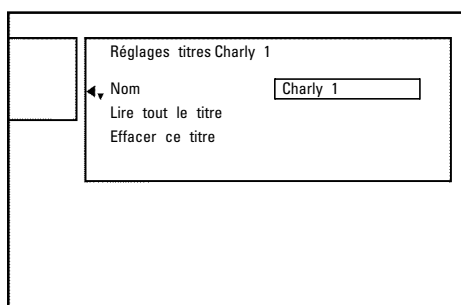 Réglages titres Charly 1
Nom Charly 1
Lire tout le titre
Effacer ce titre